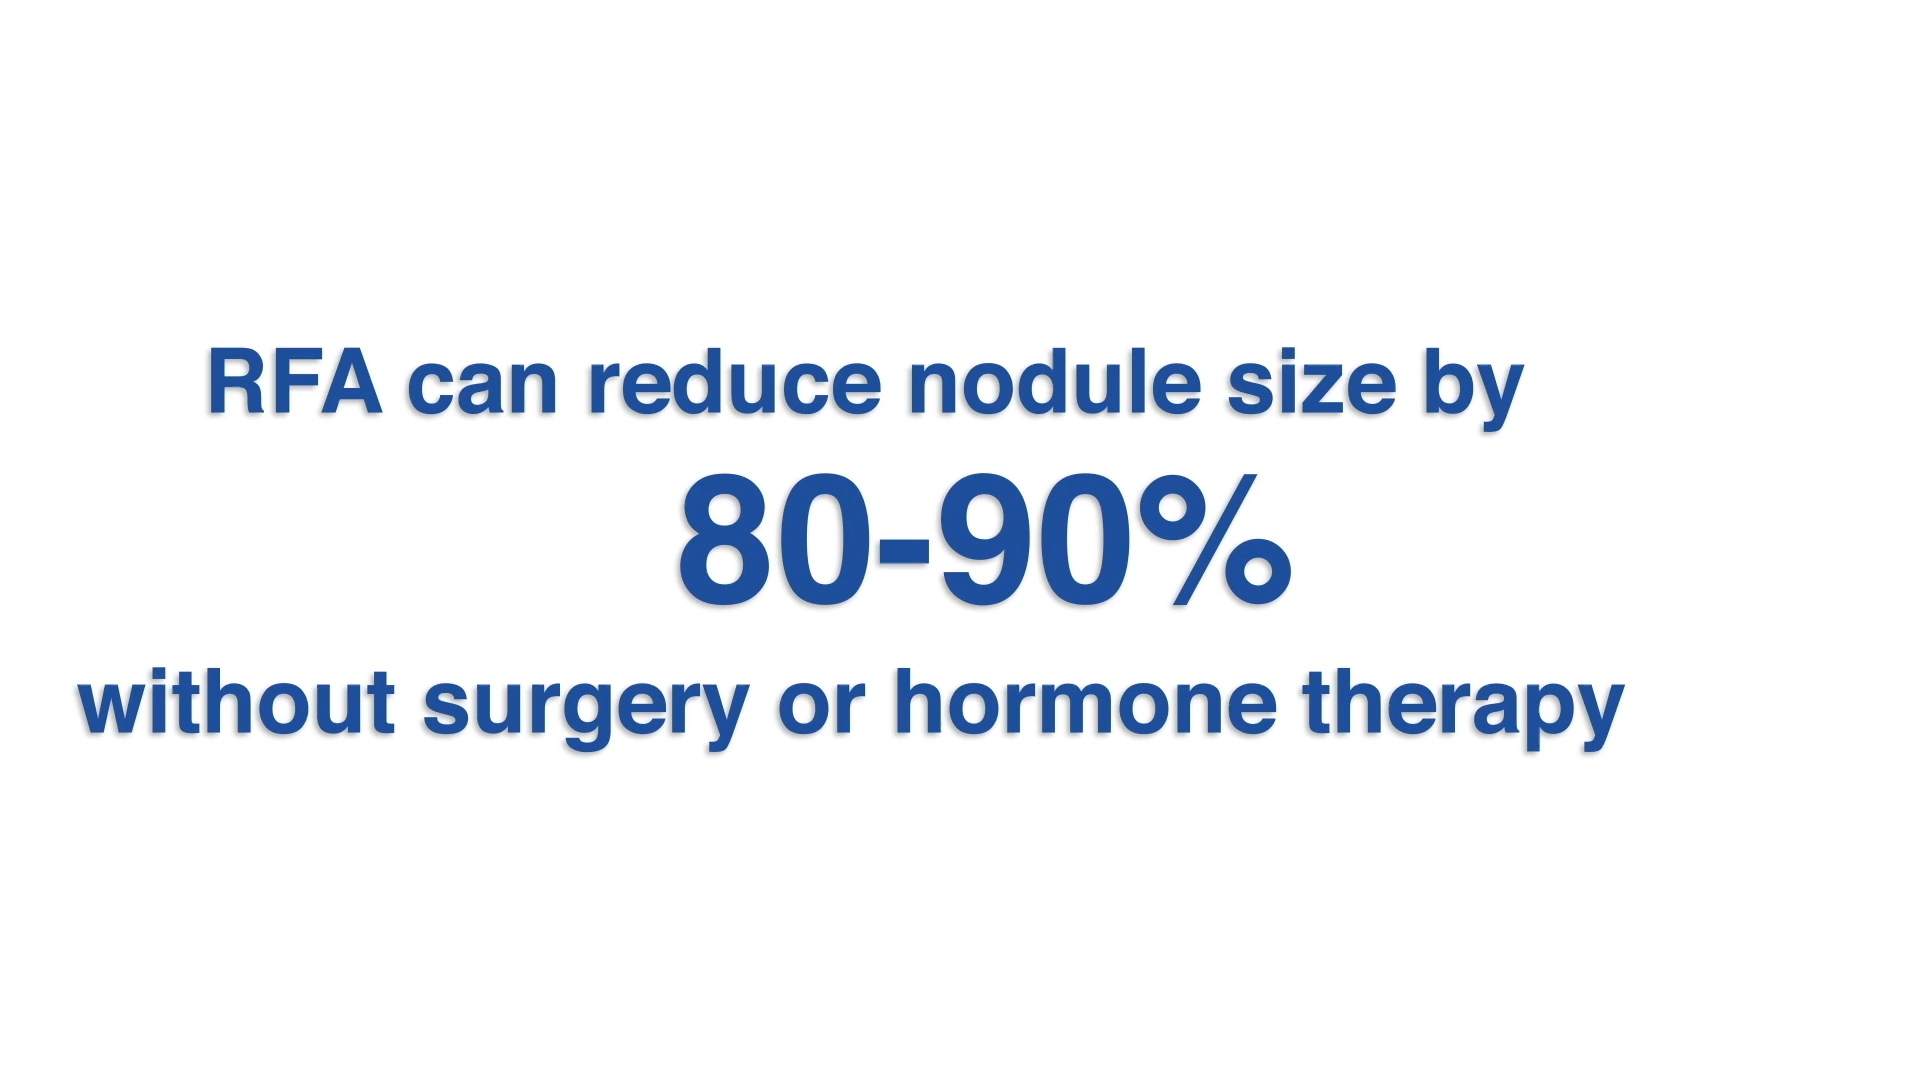 RFA can reduce nodule size by
80-90%
without surgery or hormone therapy